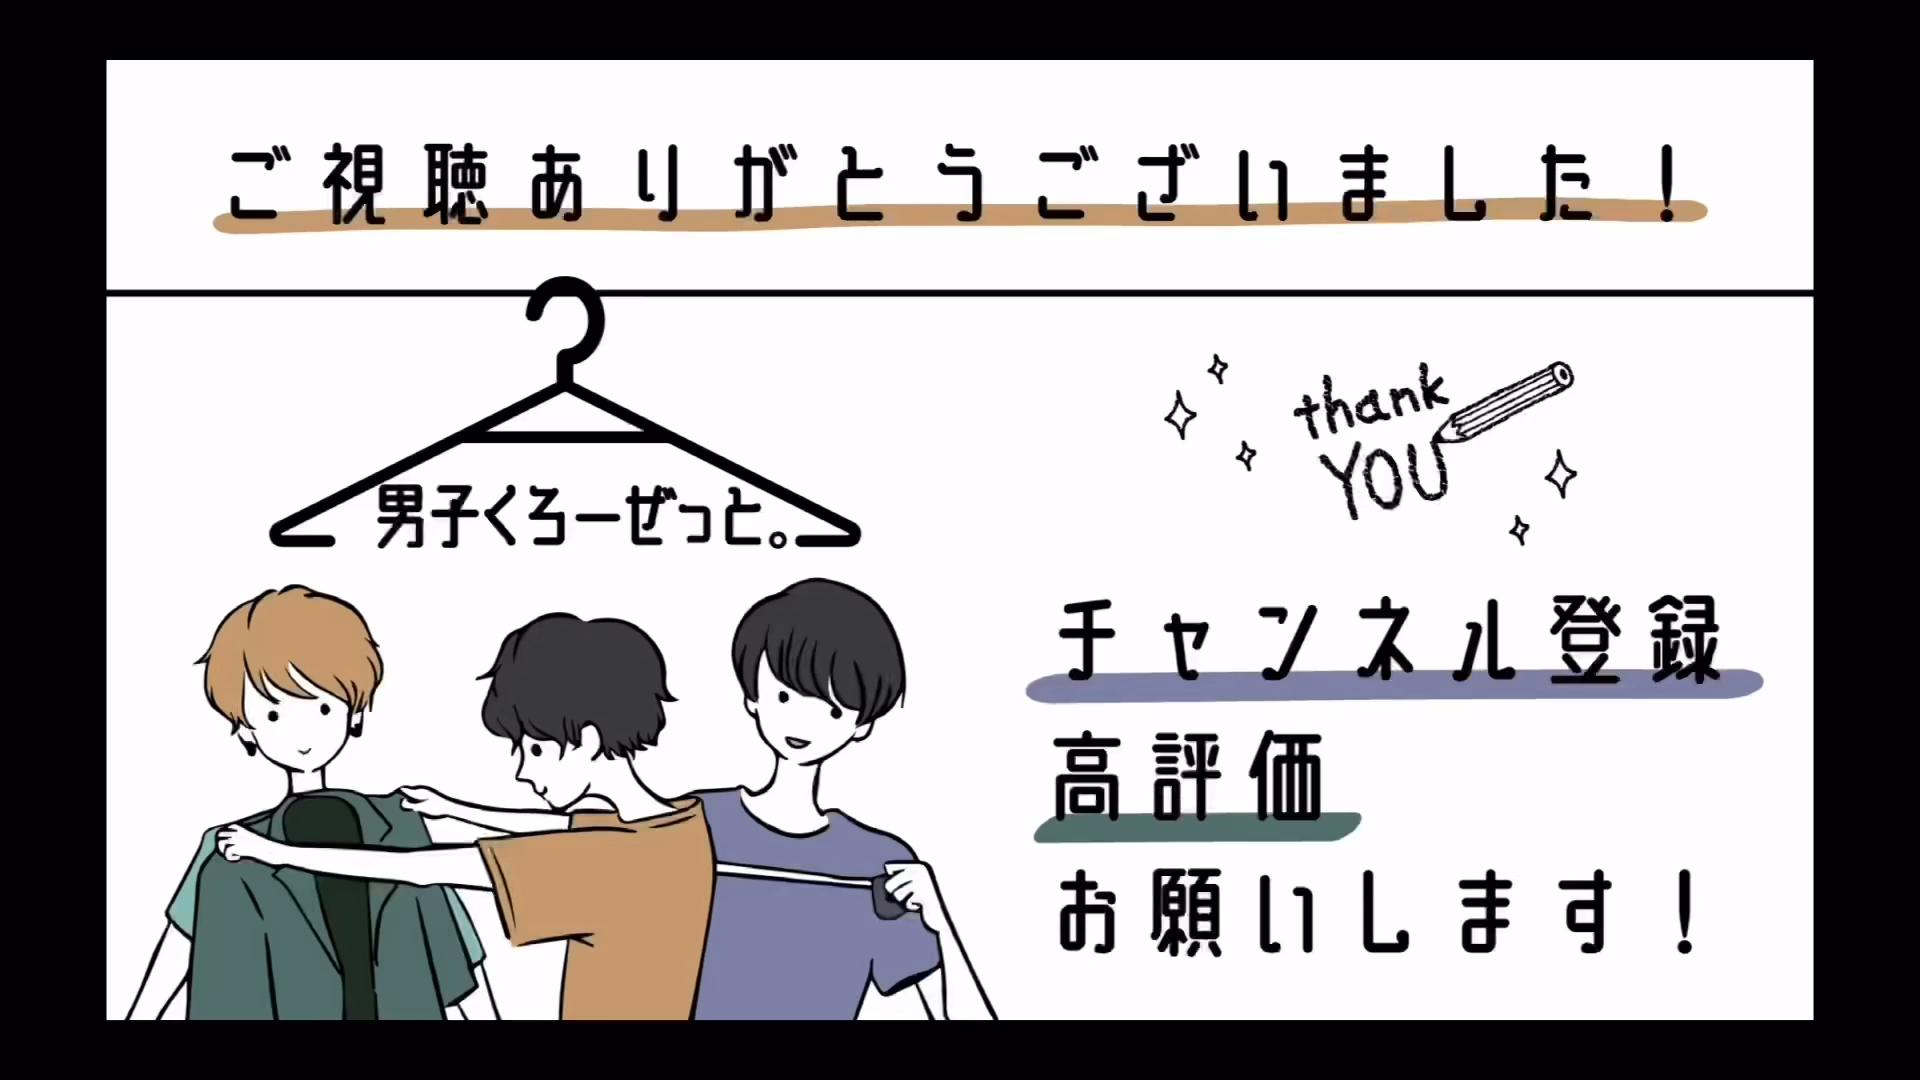 ご視聴ありがとうございました！
男子くろーぜっと。
thank
YOU
チャンネル登録
高評価
お願いします！